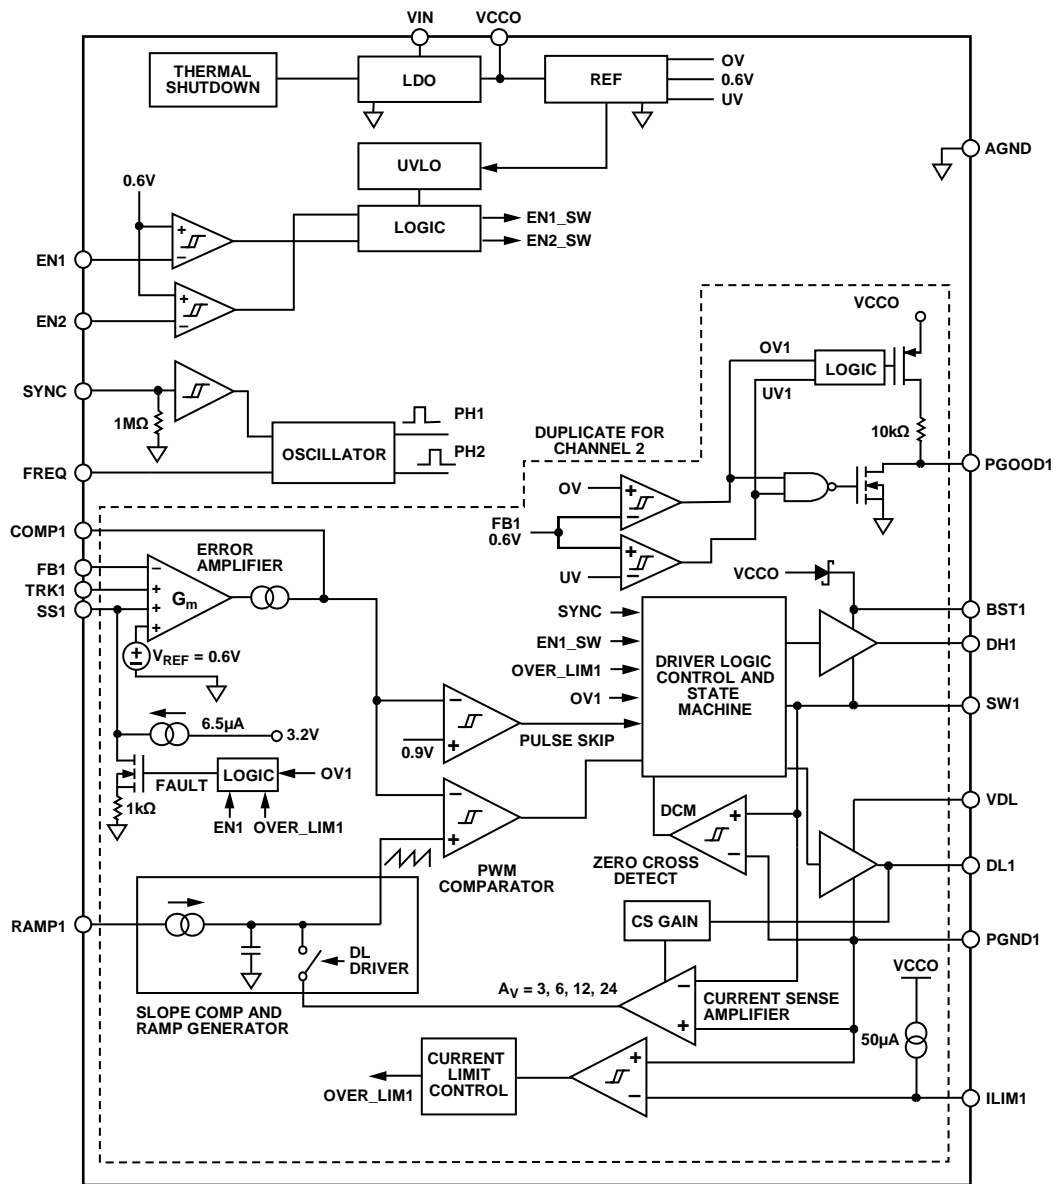 VIN
VCCO
THERMAL
SHUTDOWN
LDO
REF
OV
0.6V
UV
AGND
UVLO
0.6V
LOGIC
EN1_SW
EN2_SW
+
–
EN1
+
–
EN2
VCCO
OV1
LOGIC
UV1
SYNC
1MΩ
PH1
10kΩ
OSCILLATOR
PH2
DUPLICATE FOR
CHANNEL 2
FREQ
PGOOD1
OV
+
–
FB1
0.6V
+
–
UV
COMP1
ERROR
AMPLIFIER
FB1
–
TRK1
+
Gm
SS1
+
+
VREF = 0.6V
VCCO
BST1
SYNC
EN1_SW
OVER_LIM1
OV1
DRIVER LOGIC
CONTROL AND
STATE
MACHINE
DH1
SW1
6.5µA
3.2V
–
+
0.9V
PULSE SKIP
FAULT
LOGIC
OV1
1kΩ
EN1
OVER_LIM1
–
+
PWM
COMPARATOR
DCM
+
–
ZERO CROSS
DETECT
VDL
DL1
RAMP1
DL
DRIVER
SLOPE COMP AND
RAMP GENERATOR
CS GAIN
PGND1
AV = 3, 6, 12, 24
–
+
CURRENT SENSE
AMPLIFIER
VCCO
50µA
CURRENT
LIMIT
CONTROL
OVER_LIM1
+
–
ILIM1